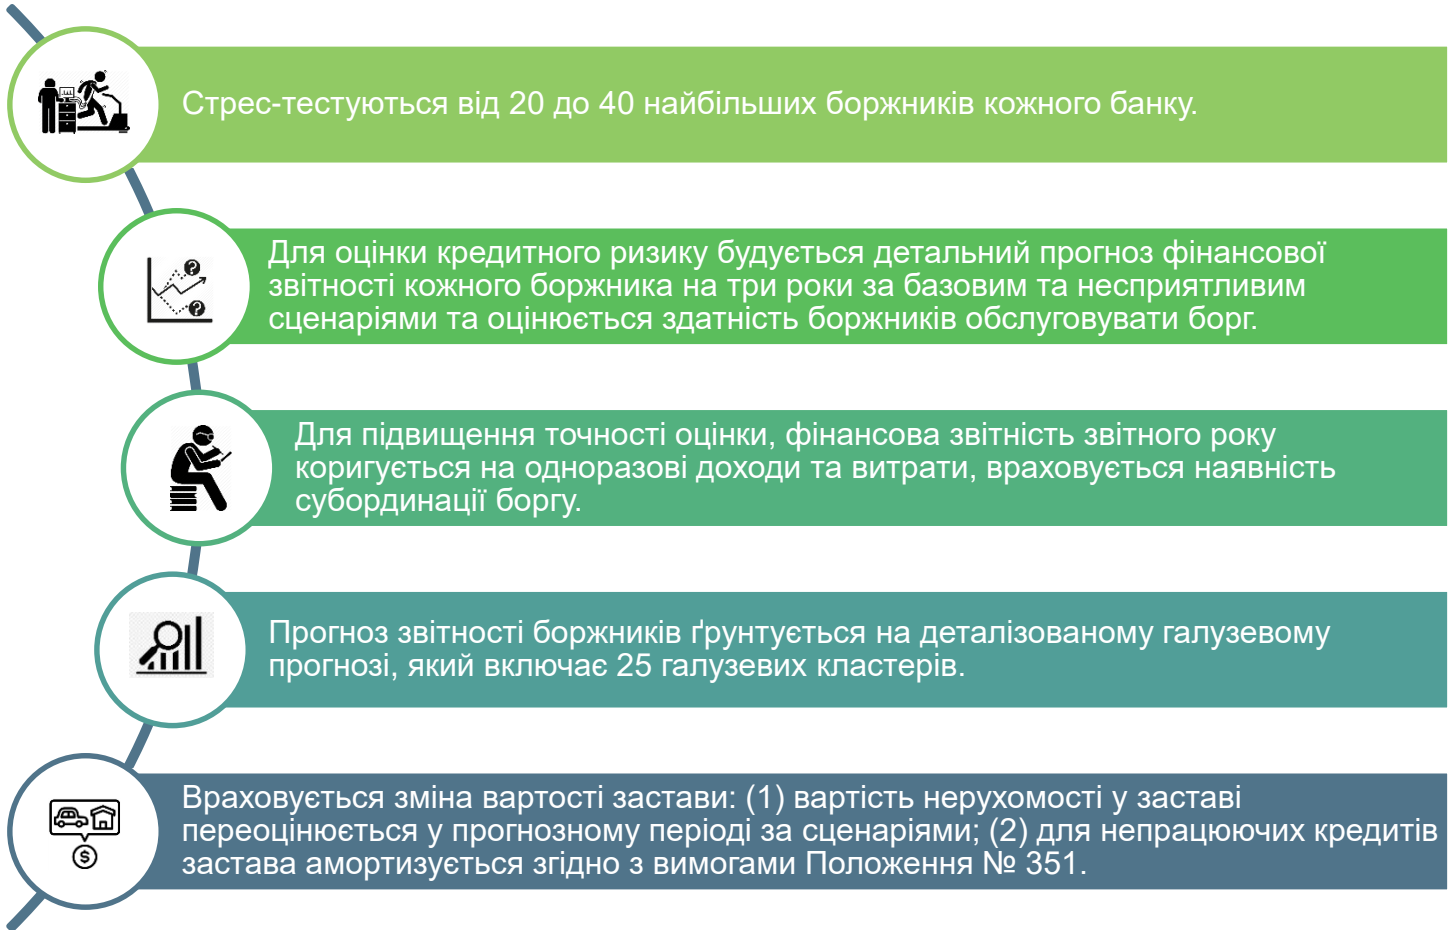 Стрес-тестуються від 20 до 40 найбільших боржників кожного банку.
Для оцінки кредитного ризику будується детальний прогноз фінансової
звітності кожного боржника на три роки за базовим та несприятливим
сценаріями та оцінюється здатність боржників обслуговувати борг.
Для підвищення точності оцінки, фінансова звітність звітного року
коригується на одноразові доходи та витрати, враховується наявність
субординації боргу.
Прогноз звітності боржників ґрунтується на деталізованому галузевому
прогнозі, який включає 25 галузевих кластерів.
Враховується зміна вартості застави: (1) вартість нерухомості у заставі
переоцінюється у прогнозному періоді за сценаріями; (2) для непрацюючих кредитів
застава амортизується згідно з вимогами Положення № 351.